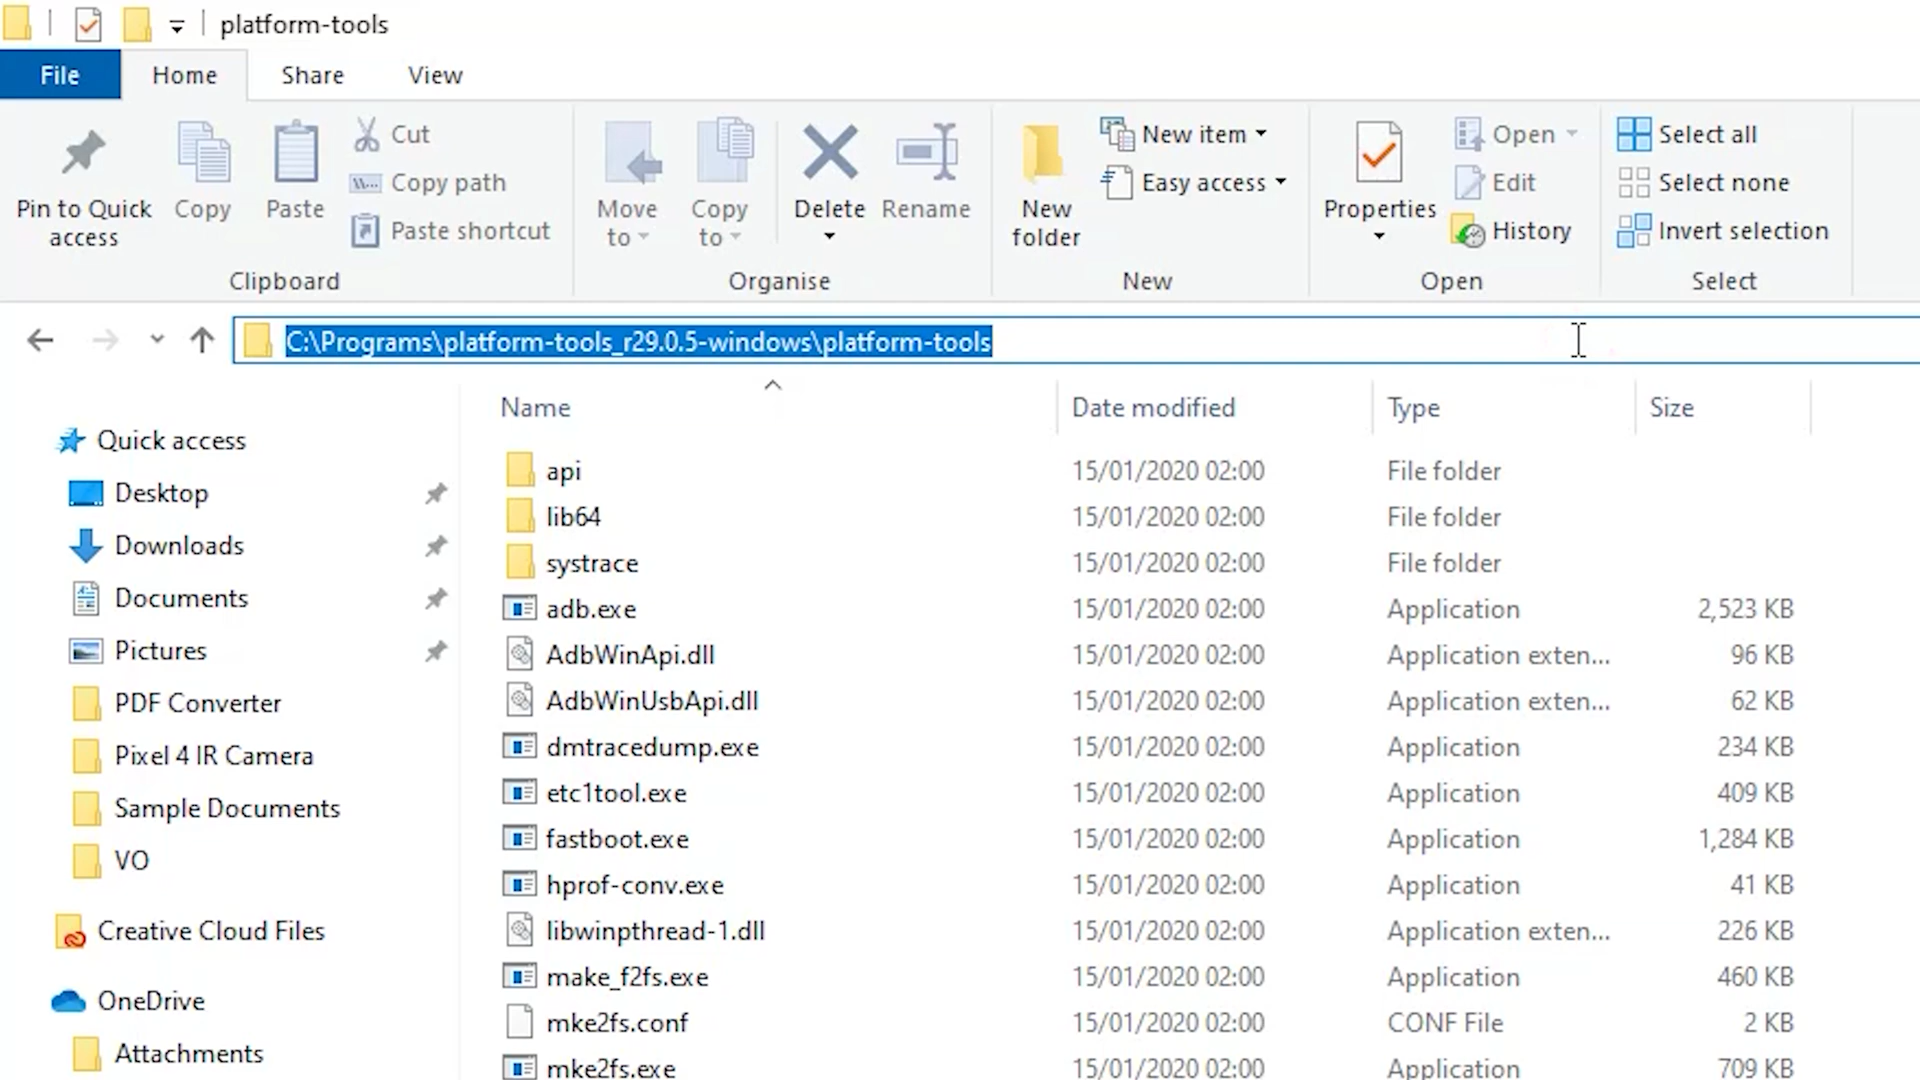 platform-tools
File Home Share View
Pin to Quick access
Copy
Paste
Cut
Copy path
Paste shortcut
Clipboard
Move to
Copy to
Delete
Rename
Organise
New folder
New item
Easy access
New
Properties
Open
Edit
History
Open
Select all
Select none
Invert selection
Select
C:\Programs\platform-tools_r29.0.5-windows\platform-tools
Quick access
Desktop
Downloads
Documents
Pictures
PDF Converter
Pixel 4 IR Camera
Sample Documents
VO
Creative Cloud Files
OneDrive
Attachments
Name Date modified Type Size
api 15/01/2020 02:00 File folder
lib64 15/01/2020 02:00 File folder
systrace 15/01/2020 02:00 File folder
adb.exe 15/01/2020 02:00 Application 2,523 KB
AdbWinApi.dll 15/01/2020 02:00 Application exten... 96 KB
AdbWinUsbApi.dll 15/01/2020 02:00 Application exten... 62 KB
dmtracedump.exe 15/01/2020 02:00 Application 234 KB
etc1tool.exe 15/01/2020 02:00 Application 409 KB
fastboot.exe 15/01/2020 02:00 Application 1,284 KB
hprof-conv.exe 15/01/2020 02:00 Application 41 KB
libwinpthread-1.dll 15/01/2020 02:00 Application exten... 226 KB
make_f2fs.exe 15/01/2020 02:00 Application 460 KB
mke2fs.conf 15/01/2020 02:00 CONF File 2 KB
mke2fs.exe 15/01/2020 02:00 Application 709 KB